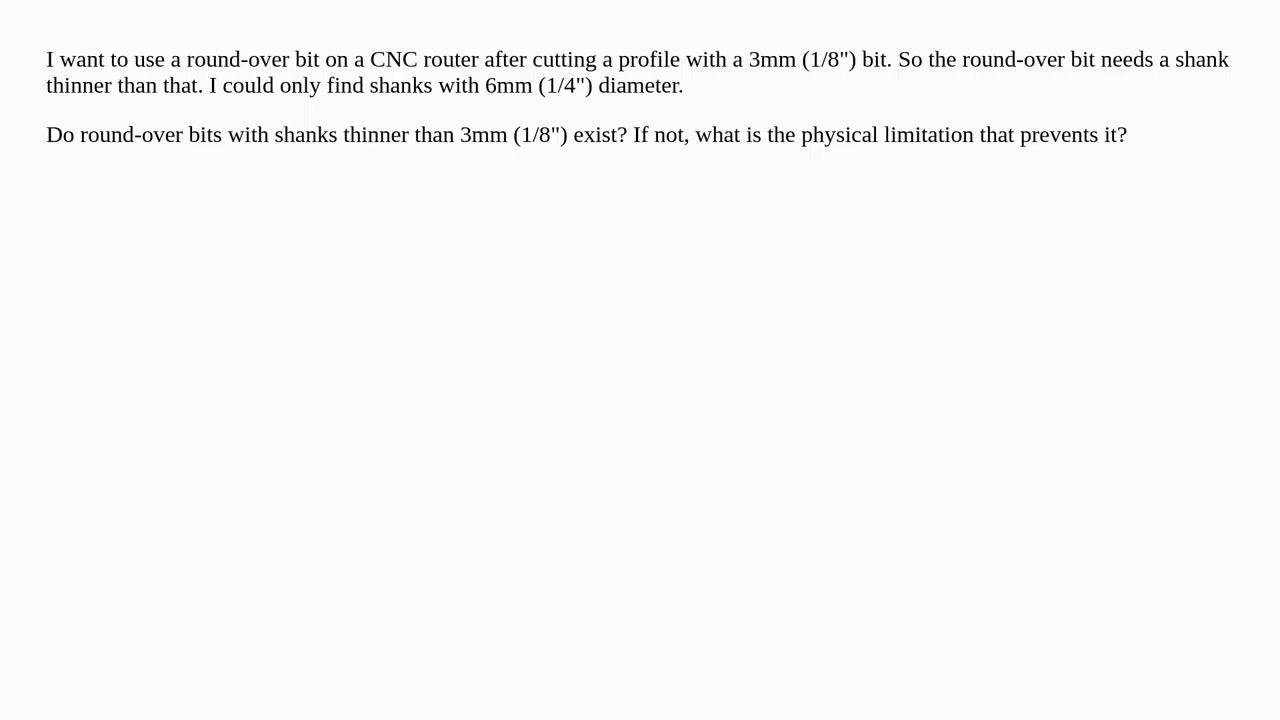 I want to use a round-over bit on a CNC router after cutting a profile with a 3mm (1/8") bit. So the round-over bit needs a shank
thinner than that. I could only find shanks with 6mm (1/4") diameter.
Do round-over bits with shanks thinner than 3mm (1/8") exist? If not, what is the physical limitation that prevents it?